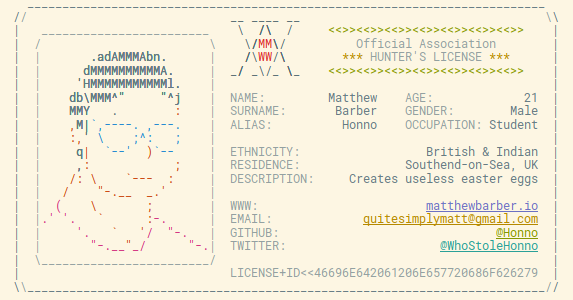 Official Association
*** HUNTER'S LICENSE ***
NAME: Matthew AGE: 21
SURNAME: Barber GENDER: Male
ALIAS: Honno OCCUPATION: Student
ETHNICITY: British & Indian
RESIDENCE: Southend-on-Sea, UK
DESCRIPTION: Creates useless easter eggs
WWW: matthewbarber.io
EMAIL: quitesimplymatt@gmail.com
GITHUB: @Honno
TWITTER: @WhoStoleHonno
LICENSE+ID<<46696E642061206E657720686F626279